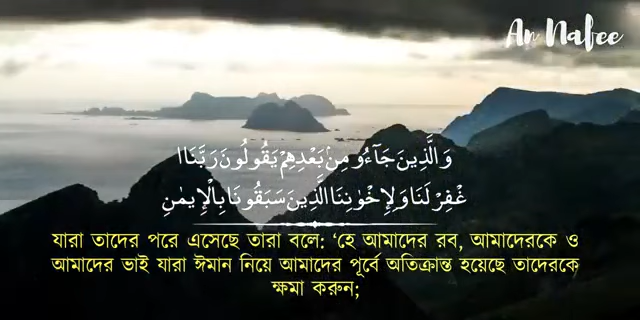 An Nafee
وَالَّذِينَ جَآءُو مِنۢ بَعْدِهِمْ يَقُولُونَ رَبَّنَا ا
غْفِرْ لَنَا وَلِإِخْوٰنِنَا الَّذِينَ سَبَقُونَا بِالْإِيمٰنِ
যারা তাদের পরে এসেছে তারা বলে: ‘হে আমাদের রব, আমাদেরকে ও
আমাদের ভাই যারা ঈমান নিয়ে আমাদের পূর্বে অতিক্রান্ত হয়েছে তাদেরকে
ক্ষমা করুন;